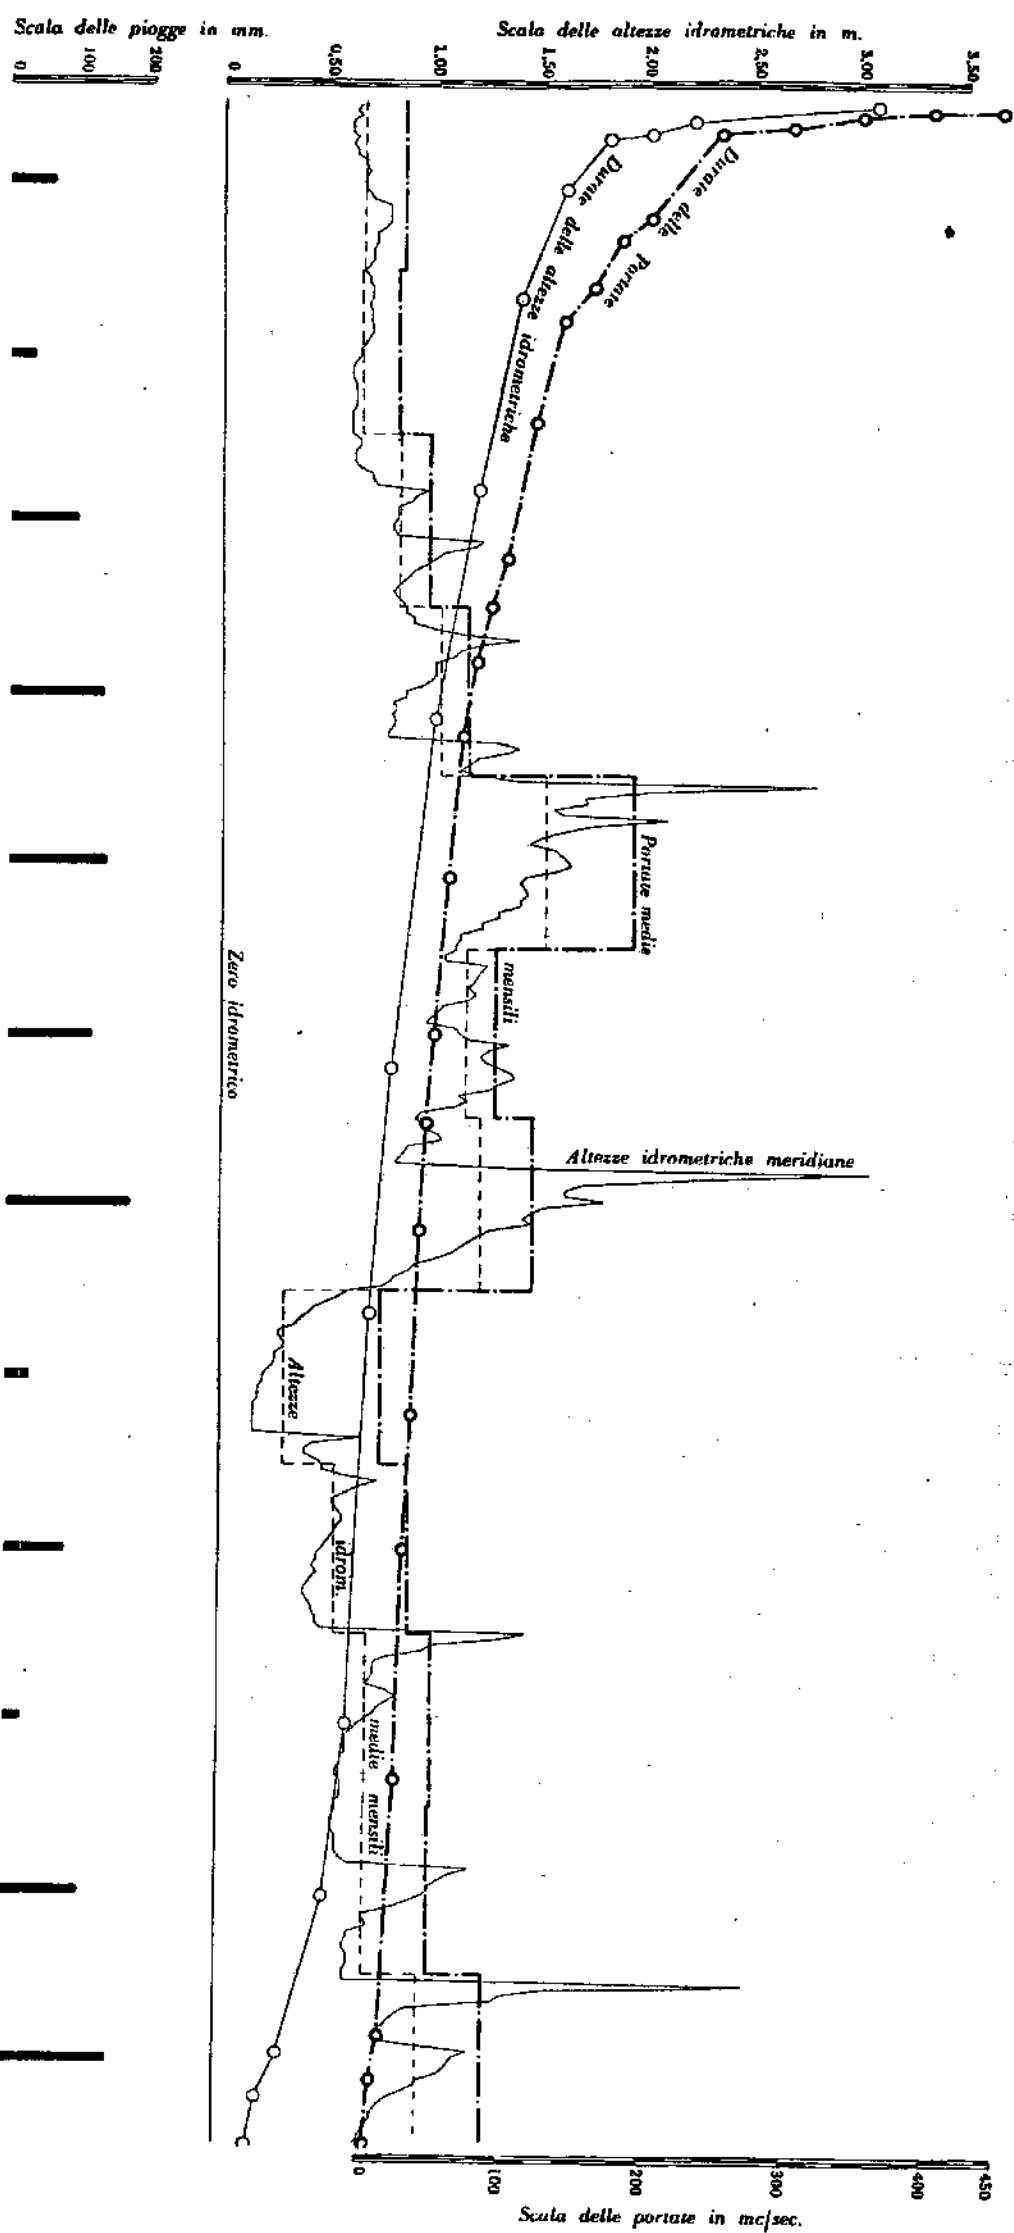 Scala delle piogge in mm.
Scala delle altezze idrometriche in m.
0 100 200
0 0,50 1.00 1.50 2.00 2,50 3.00 3.50
Durate delle Portate
Durate delle altezze idrometriche
Portate medie mensili
Zero idrometrico
Altezze idrometriche meridiane
Altezze idrom. medie mensili
0 100 200 300 400 450
Scala delle portate in mc/sec.